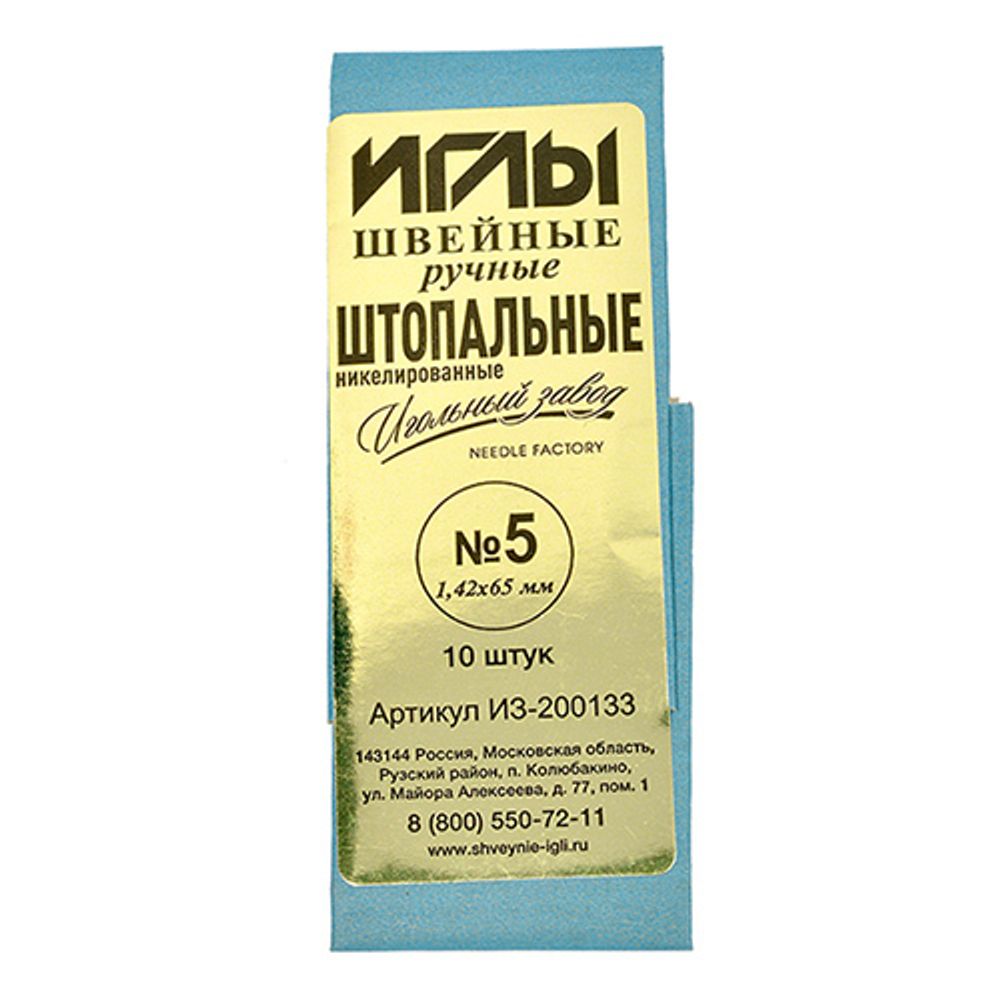 ИГЛЫ
ШВЕЙНЫЕ
ручные
ШТОПАЛЬНЫЕ
никелированные
Игольный завод
NEEDLE FACTORY
№5
1,42х65 мм
10 штук
Артикул ИЗ-200133
143144 Россия, Московская область,
Рузский район, п. Колюбакино,
ул. Майора Алексеева, д. 77, пом. 1
8 (800) 550-72-11
www.shveynie-igli.ru